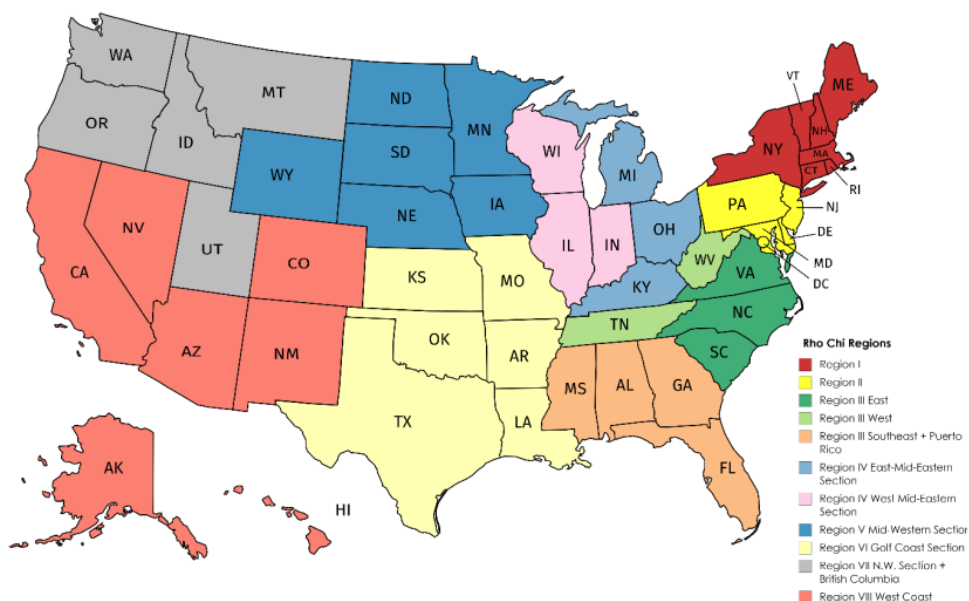 WA
MT
ND
MN
VT
ME
OR
ID
SD
WI
NY
NH
MA
CT
RI
WY
MI
IA
PA
NJ
NE
OH
DE
NV
UT
IL
IN
MD
CA
CO
WV
VA
DC
KS
MO
KY
AZ
NM
OK
AR
TN
NC
SC
MS
AL
GA
TX
LA
FL
AK
HI
Rho Chi Regions
Region I
Region II
Region III East
Region III West
Region III Southeast + Puerto
Rico
Region IV East-Mid-Eastern
Section
Region IV West Mid-Eastern
Section
Region V Mid-Western Section
Region VI Golf Coast Section
Region VII N.W. Section +
British Columbia
Region VIII West Coast